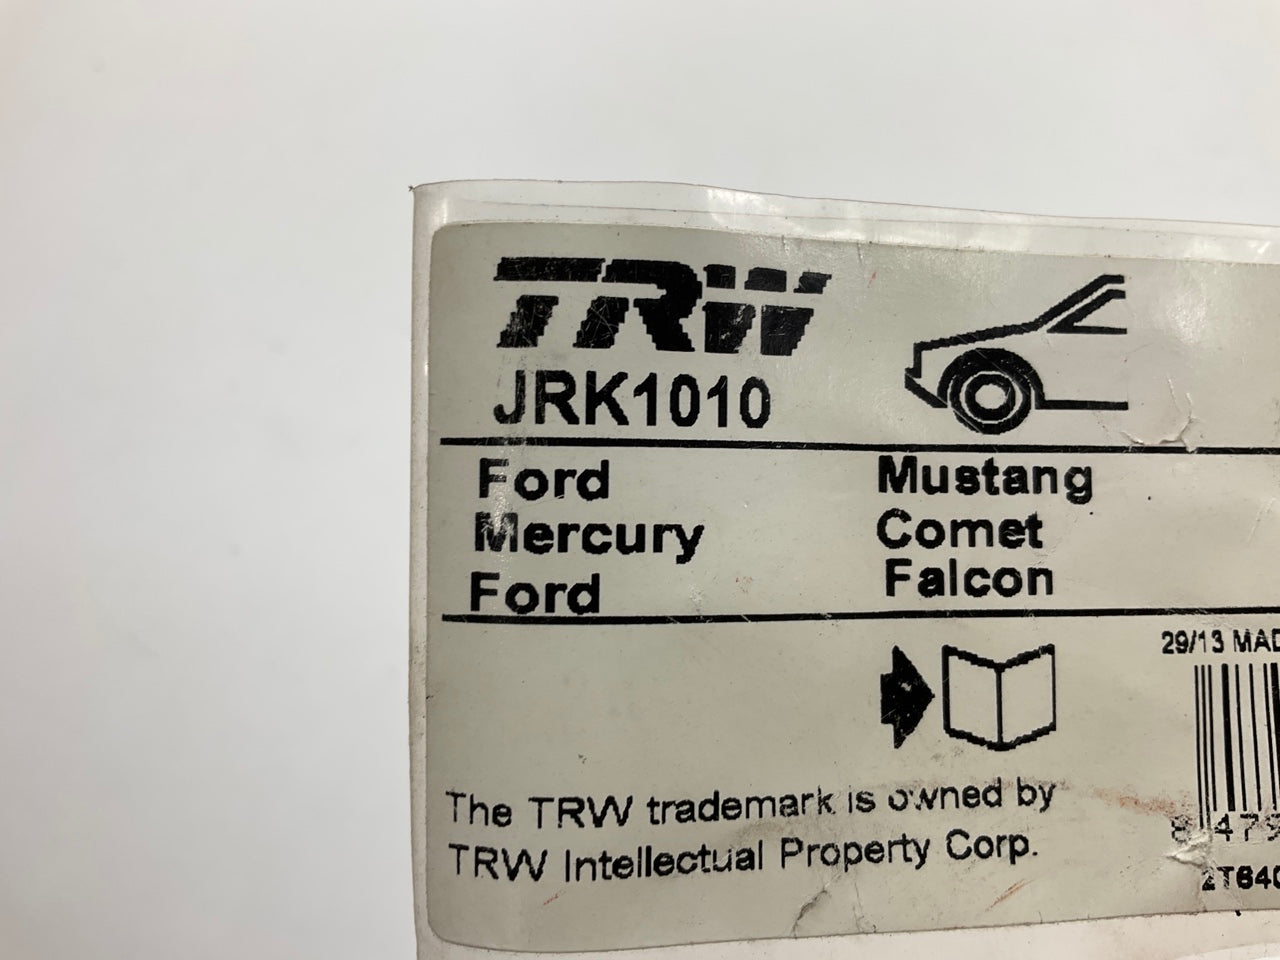 TRW
JRK1010
Ford Mustang
Mercury Comet
Ford Falcon
29/13
The TRW trademark is owned by
TRW Intellectual Property Corp.